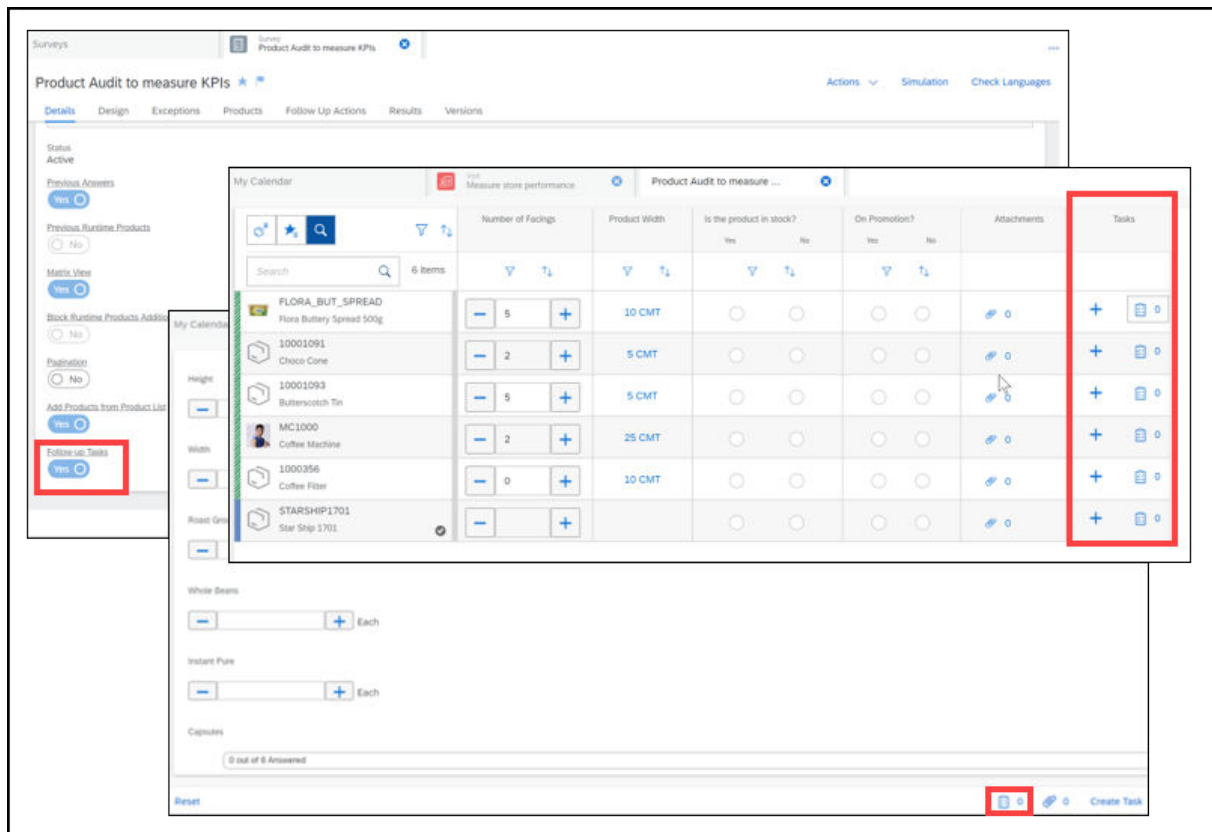 Surveys
Survey
Product Audit to measure KPIs
Product Audit to measure KPIs
Actions
Simulation
Check Languages
Details
Design
Exceptions
Products
Follow Up Actions
Results
Versions
Status
Active
Previous Answers
Yes
Previous Runtime Products
No
Matrix View
Yes
Block Runtime Products Additio
No
Pagination
No
Add Products from Product List
Yes
Follow-up Tasks
Yes
My Calendar
Visit
Measure store performance
Product Audit to measure ...
Number of Facings
Product Width
Is the product in stock?
On Promotion?
Attachments
Tasks
Yes No Yes No
Search
6 items
FLORA_BUT_SPREAD
Flora Buttery Spread 500g
5 10 CMT 0 0
10001091
Choco Cone
2 5 CMT 0 0
10001093
Butterscotch Tin
5 5 CMT 0 0
MC1000
Coffee Machine
2 25 CMT 0 0
1000356
Coffee Filter
0 10 CMT 0 0
STARSHIP1701
Star Ship 1701
0 0
My Calenda
Height
Width
Roast Gro
Whole Beans
Each
Instant Pure
Each
Capsules
0 out of 6 Answered
Reset
0 0 Create Task